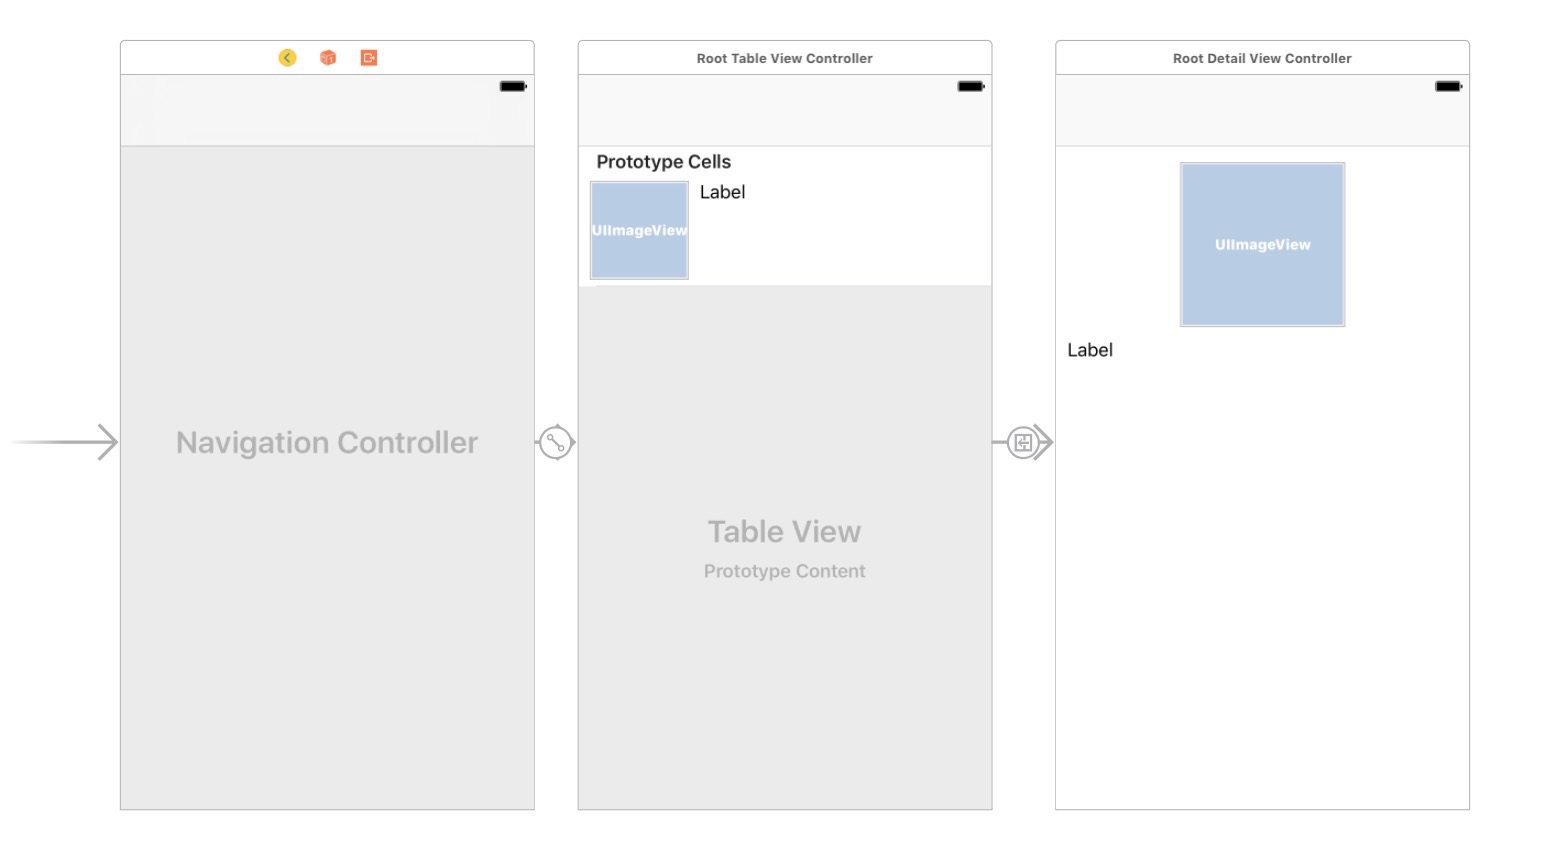 Root Table View Controller
Root Detail View Controller
Prototype Cells
UIImageView
Label
UIImageView
Label
Navigation Controller
Table View
Prototype Content